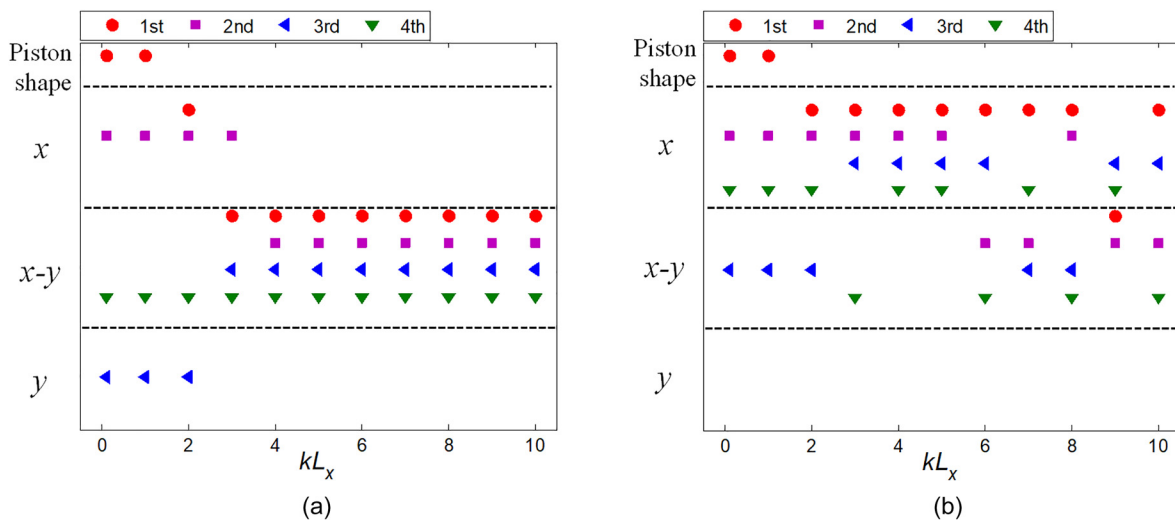 1st 2nd 3rd 4th
Piston
shape
x
x-y
y
0 2 4 6 8 10
kLx
(a)
1st 2nd 3rd 4th
Piston
shape
x
x-y
y
0 2 4 6 8 10
kLx
(b)